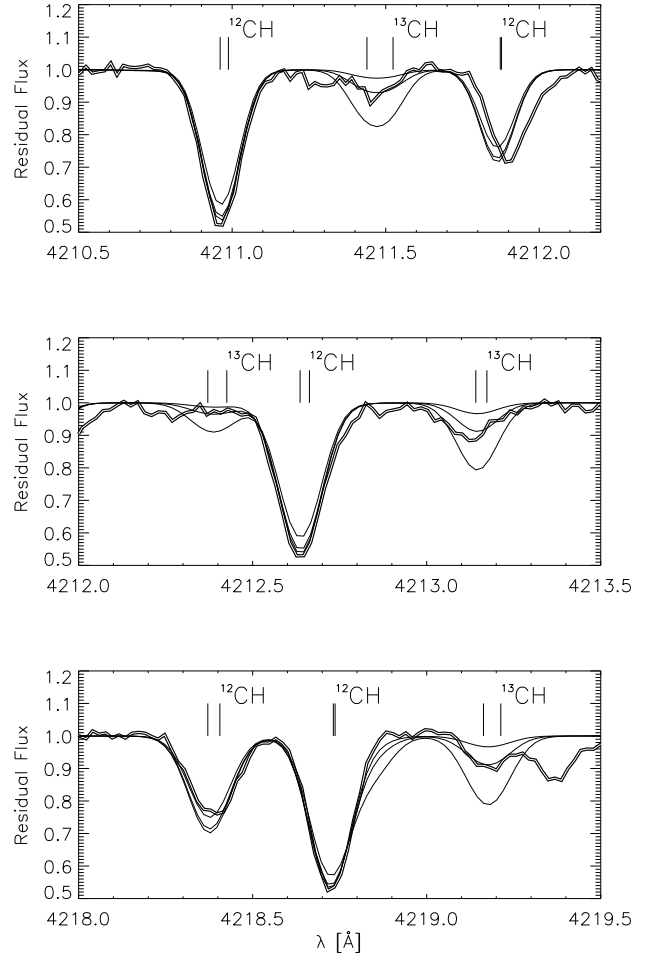 ¹²CH ¹³CH ¹²CH
1.2
1.1
1.0
0.9
0.8
0.7
0.6
0.5
Residual Flux
4210.5 4211.0 4211.5 4212.0
¹³CH ¹²CH ¹³CH
1.2
1.1
1.0
0.9
0.8
0.7
0.6
0.5
Residual Flux
4212.0 4212.5 4213.0 4213.5
¹²CH ¹²CH ¹³CH
1.2
1.1
1.0
0.9
0.8
0.7
0.6
0.5
Residual Flux
4218.0 4218.5 4219.0 4219.5
λ [Å]